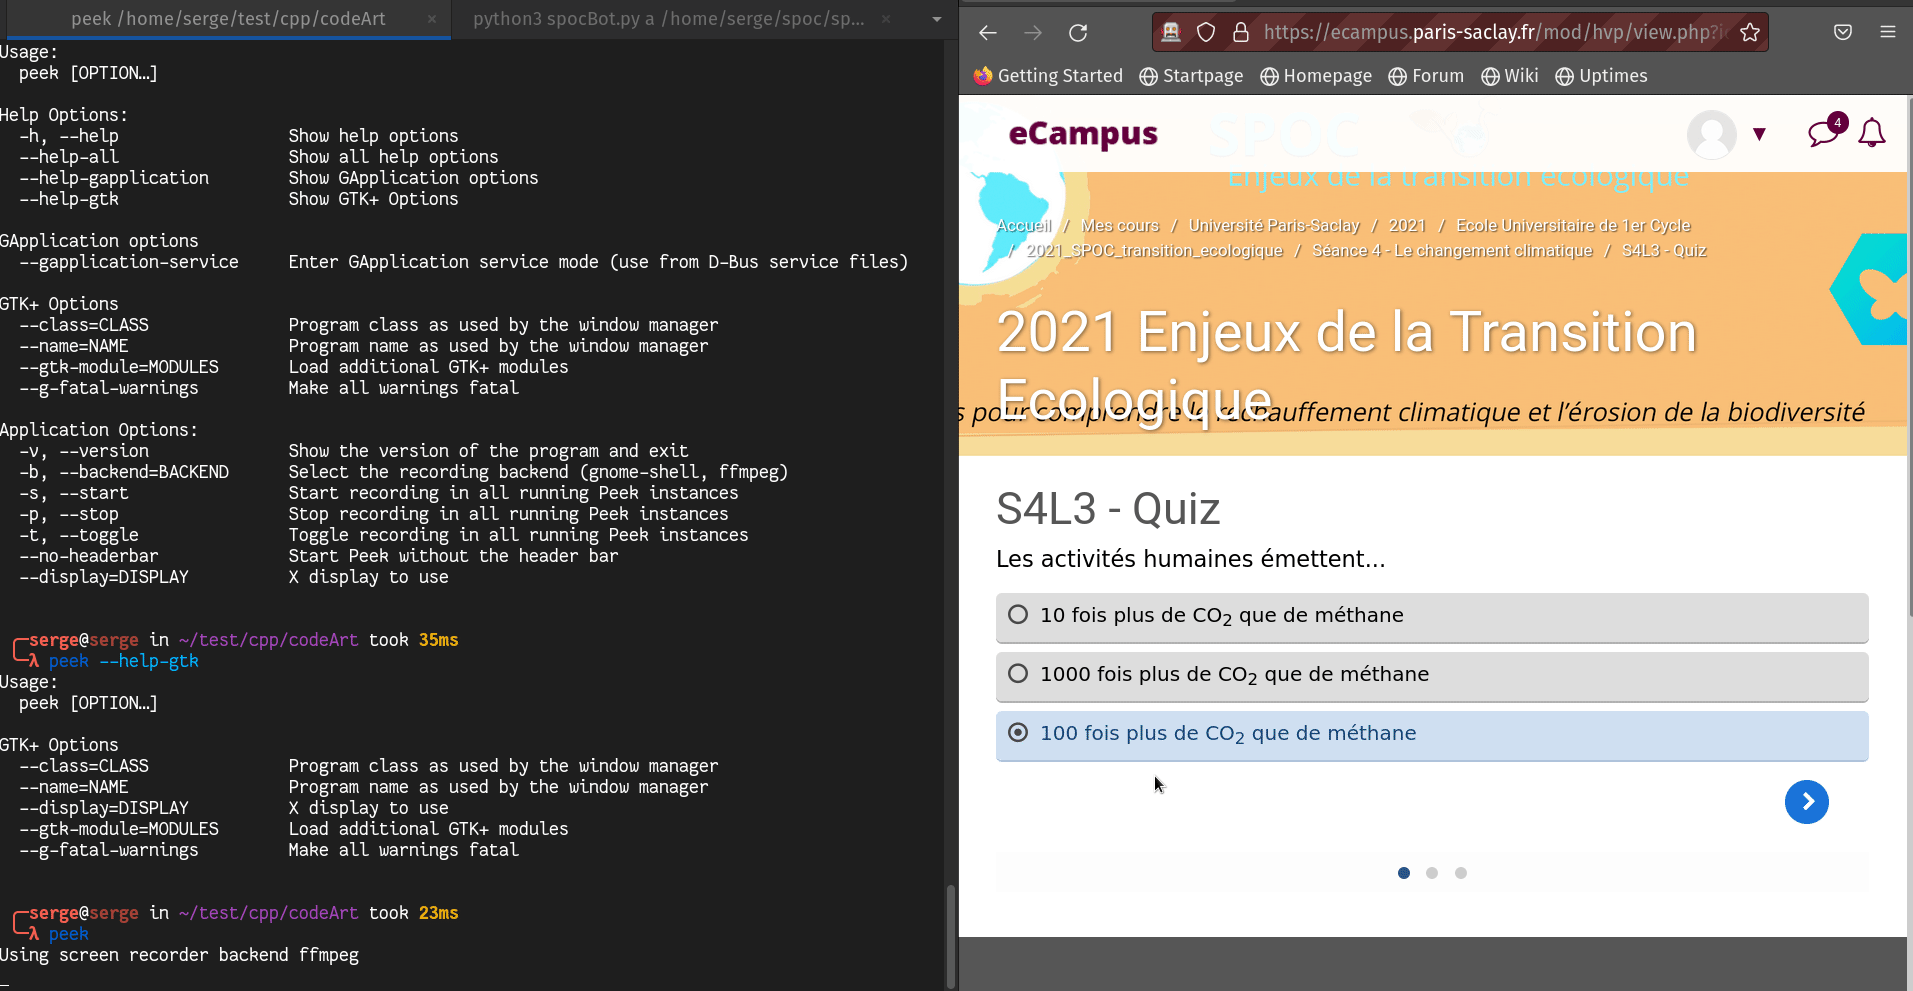 peek /home/serge/test/cpp/codeArt ×
python3 spocBot.py a /home/serge/spoc/sp... ×
Usage:
peek [OPTION…]
Help Options:
-h, --help Show help options
--help-all Show all help options
--help-gapplication Show GApplication options
--help-gtk Show GTK+ Options
GApplication options
--gapplication-service Enter GApplication service mode (use from D-Bus service files)
GTK+ Options
--class=CLASS Program class as used by the window manager
--name=NAME Program name as used by the window manager
--gtk-module=MODULES Load additional GTK+ modules
--g-fatal-warnings Make all warnings fatal
Application Options:
-v, --version Show the version of the program and exit
-b, --backend=BACKEND Select the recording backend (gnome-shell, ffmpeg)
-s, --start Start recording in all running Peek instances
-p, --stop Stop recording in all running Peek instances
-t, --toggle Toggle recording in all running Peek instances
--no-headerbar Start Peek without the header bar
--display=DISPLAY X display to use
serge@serge in ~/test/cpp/codeArt took 35ms
λ peek --help-gtk
Usage:
peek [OPTION…]
GTK+ Options
--class=CLASS Program class as used by the window manager
--name=NAME Program name as used by the window manager
--display=DISPLAY X display to use
--gtk-module=MODULES Load additional GTK+ modules
--g-fatal-warnings Make all warnings fatal
serge@serge in ~/test/cpp/codeArt took 23ms
λ peek
Using screen recorder backend ffmpeg
https://ecampus.paris-saclay.fr/mod/hvp/view.php?i
Getting Started Startpage Homepage Forum Wiki Uptimes
eCampus
SPOC
4
Enjeux de la transition écologique
Accueil / Mes cours / Université Paris-Saclay / 2021 / Ecole Universitaire de 1er Cycle
/ 2021_SPOC_transition_ecologique / Séance 4 - Le changement climatique / S4L3 - Quiz
2021 Enjeux de la Transition
Ecologique
s pour comprendre le réchauffement climatique et l'érosion de la biodiversité
S4L3 - Quiz
Les activités humaines émettent...
10 fois plus de CO2 que de méthane
1000 fois plus de CO2 que de méthane
100 fois plus de CO2 que de méthane